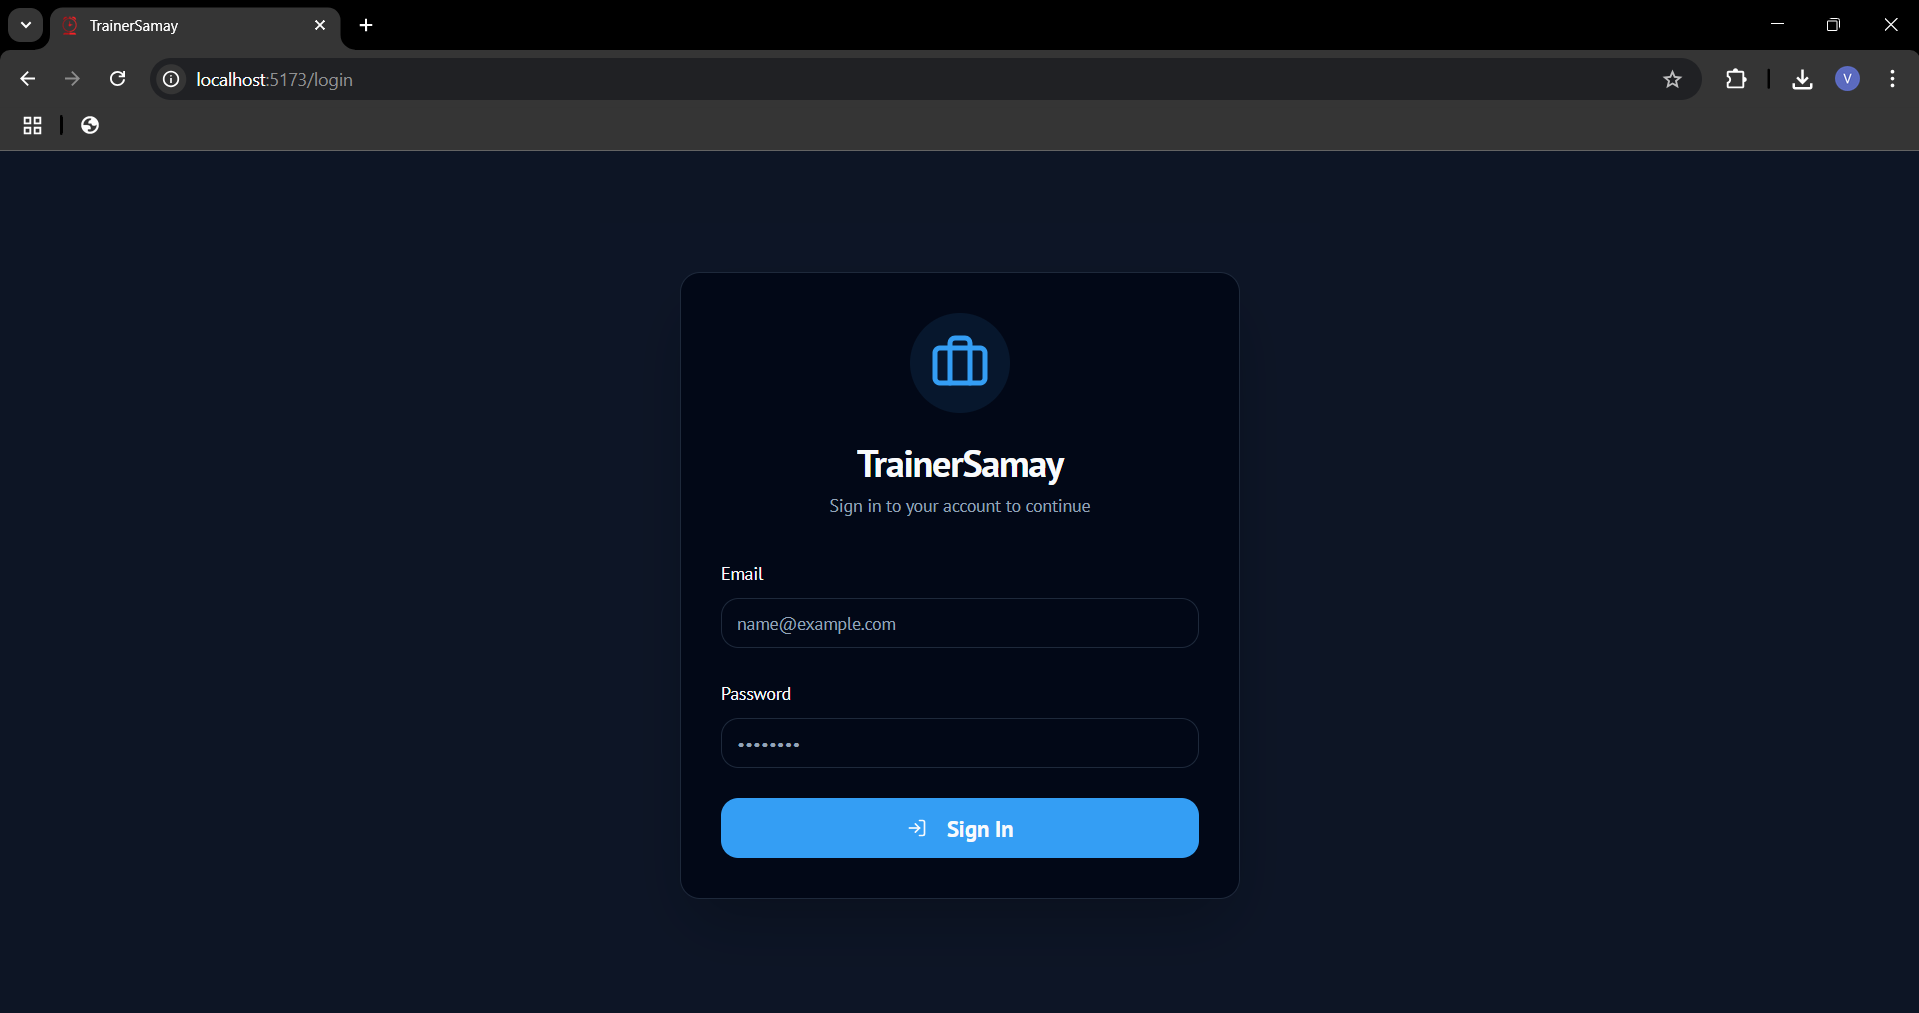 TrainerSamay
localhost:5173/login
V
TrainerSamay
Sign in to your account to continue
Email
name@example.com
Password
••••••••
Sign In